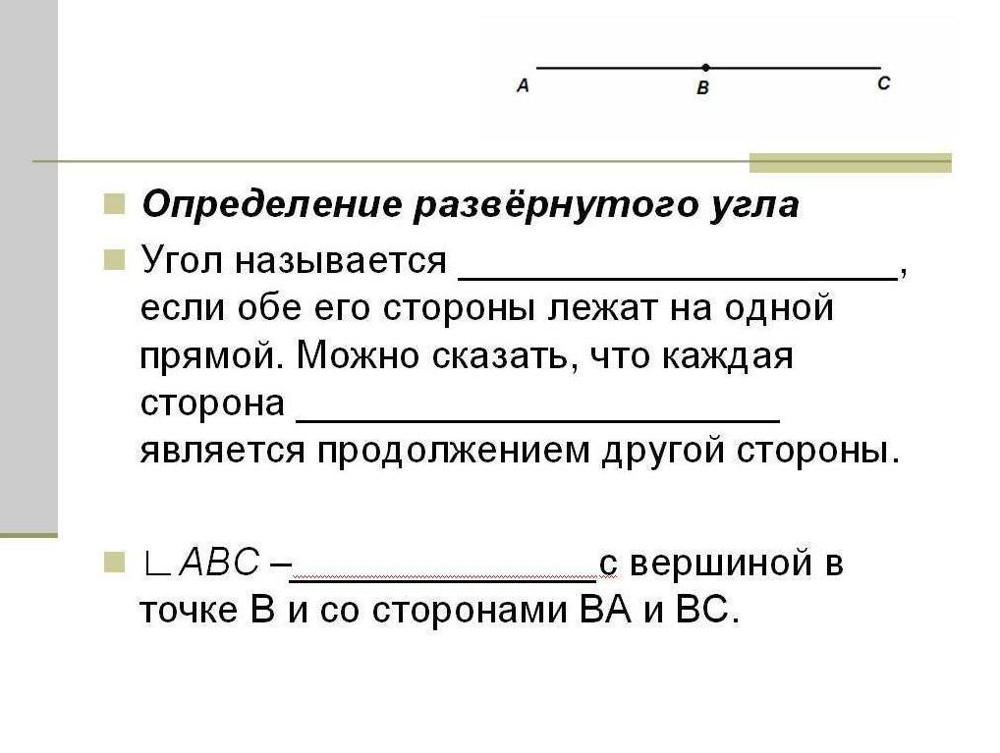 A B C
Определение развёрнутого угла
Угол называется ____________________,
если обе его стороны лежат на одной
прямой. Можно сказать, что каждая
сторона ______________________
является продолжением другой стороны.
∟ABC –______________с вершиной в
точке В и со сторонами ВА и ВС.